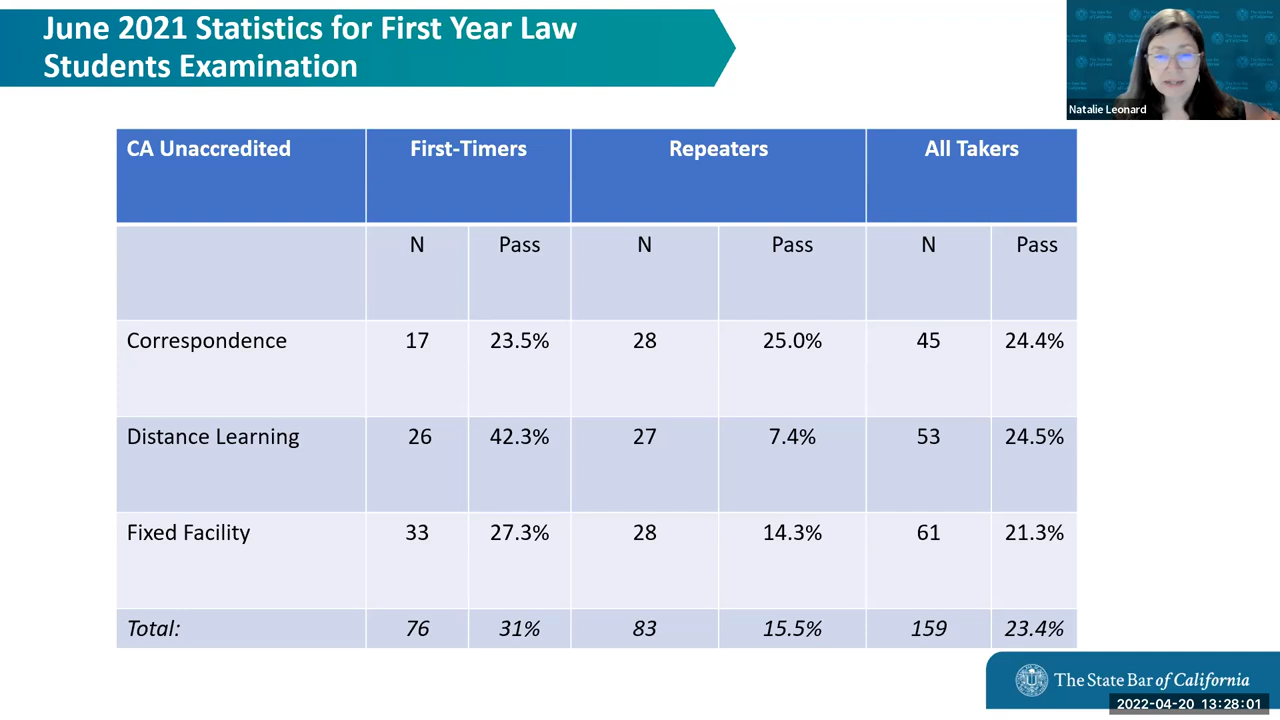 June 2021 Statistics for First Year Law
Students Examination
Natalie Leonard
CA Unaccredited First-Timers Repeaters All Takers
N Pass N Pass N Pass
Correspondence 17 23.5% 28 25.0% 45 24.4%
Distance Learning 26 42.3% 27 7.4% 53 24.5%
Fixed Facility 33 27.3% 28 14.3% 61 21.3%
Total: 76 31% 83 15.5% 159 23.4%
The State Bar of California
2022-04-20 13:28:01